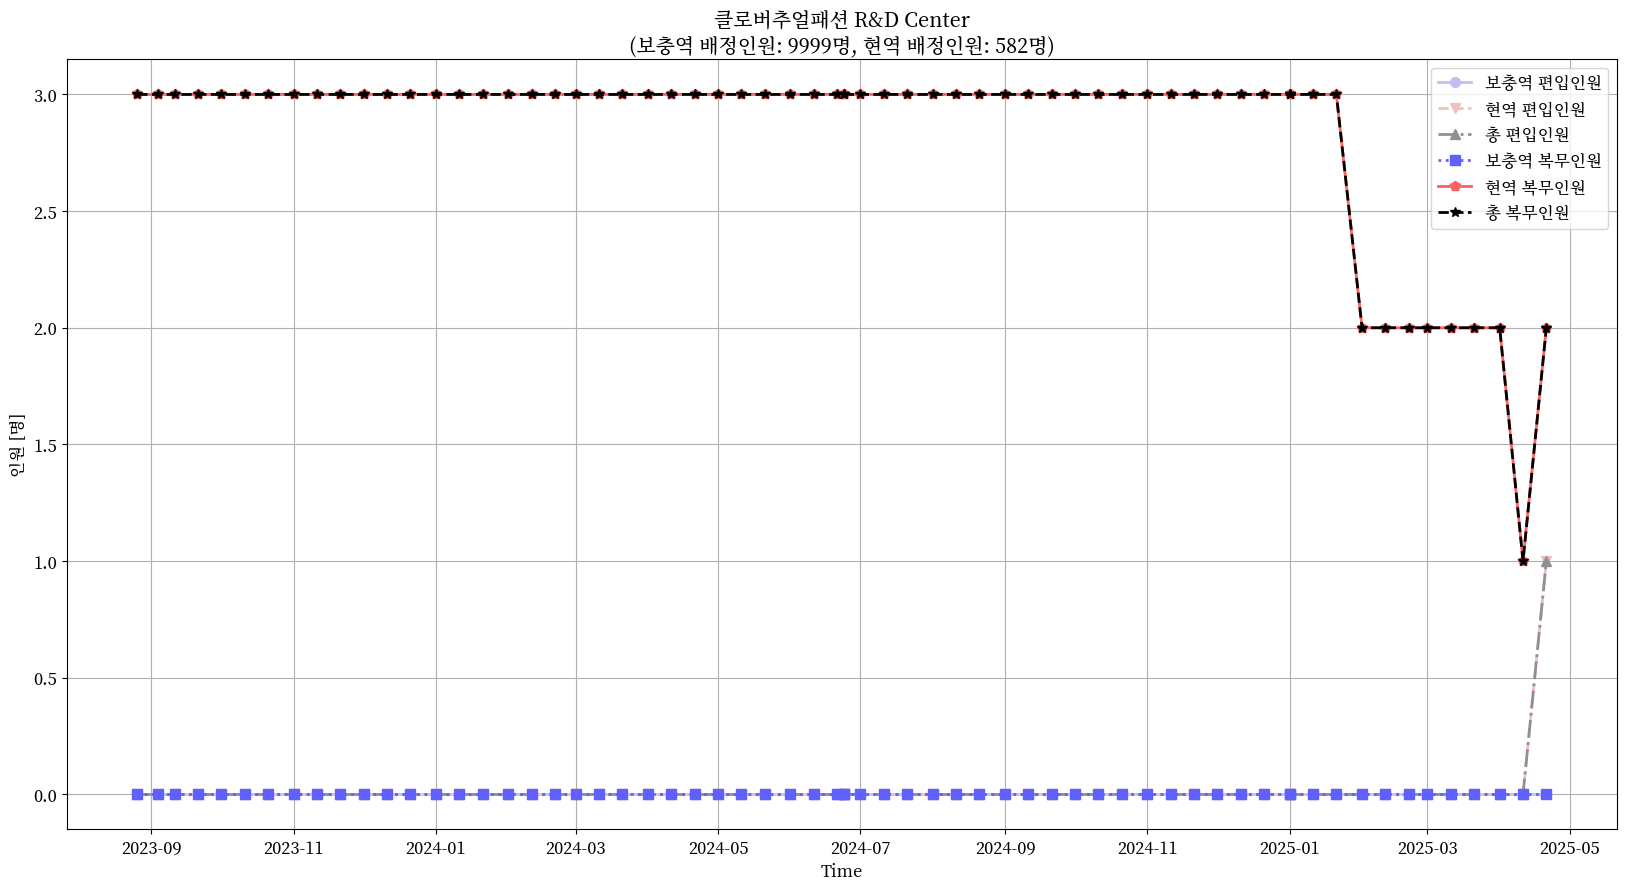 클로버추얼패션 R&D Center
(보충역 배정인원: 9999명, 현역 배정인원: 582명)
3.0
2.5
2.0
1.5
1.0
0.5
0.0
인원 [명]
보충역 편입인원
현역 편입인원
총 편입인원
보충역 복무인원
현역 복무인원
총 복무인원
2023-09 2023-11 2024-01 2024-03 2024-05 2024-07 2024-09 2024-11 2025-01 2025-03 2025-05
Time